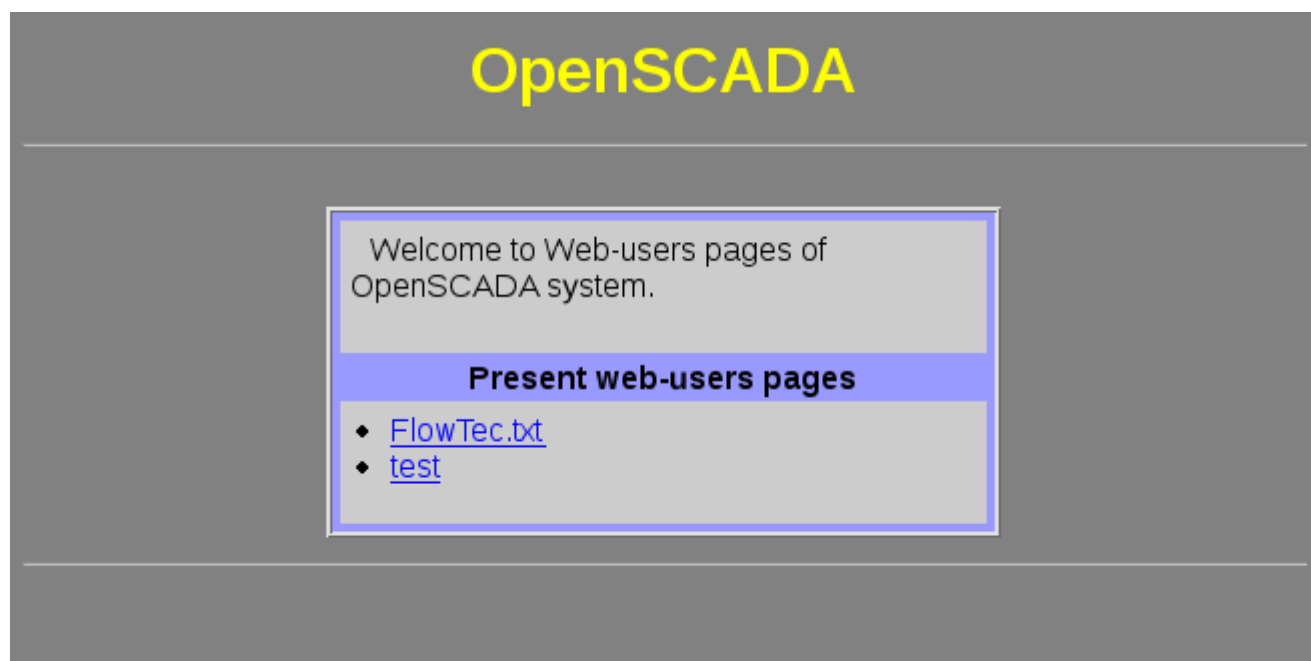 OpenSCADA
Welcome to Web-users pages of
OpenSCADA system.
Present web-users pages
FlowTec.txt
test